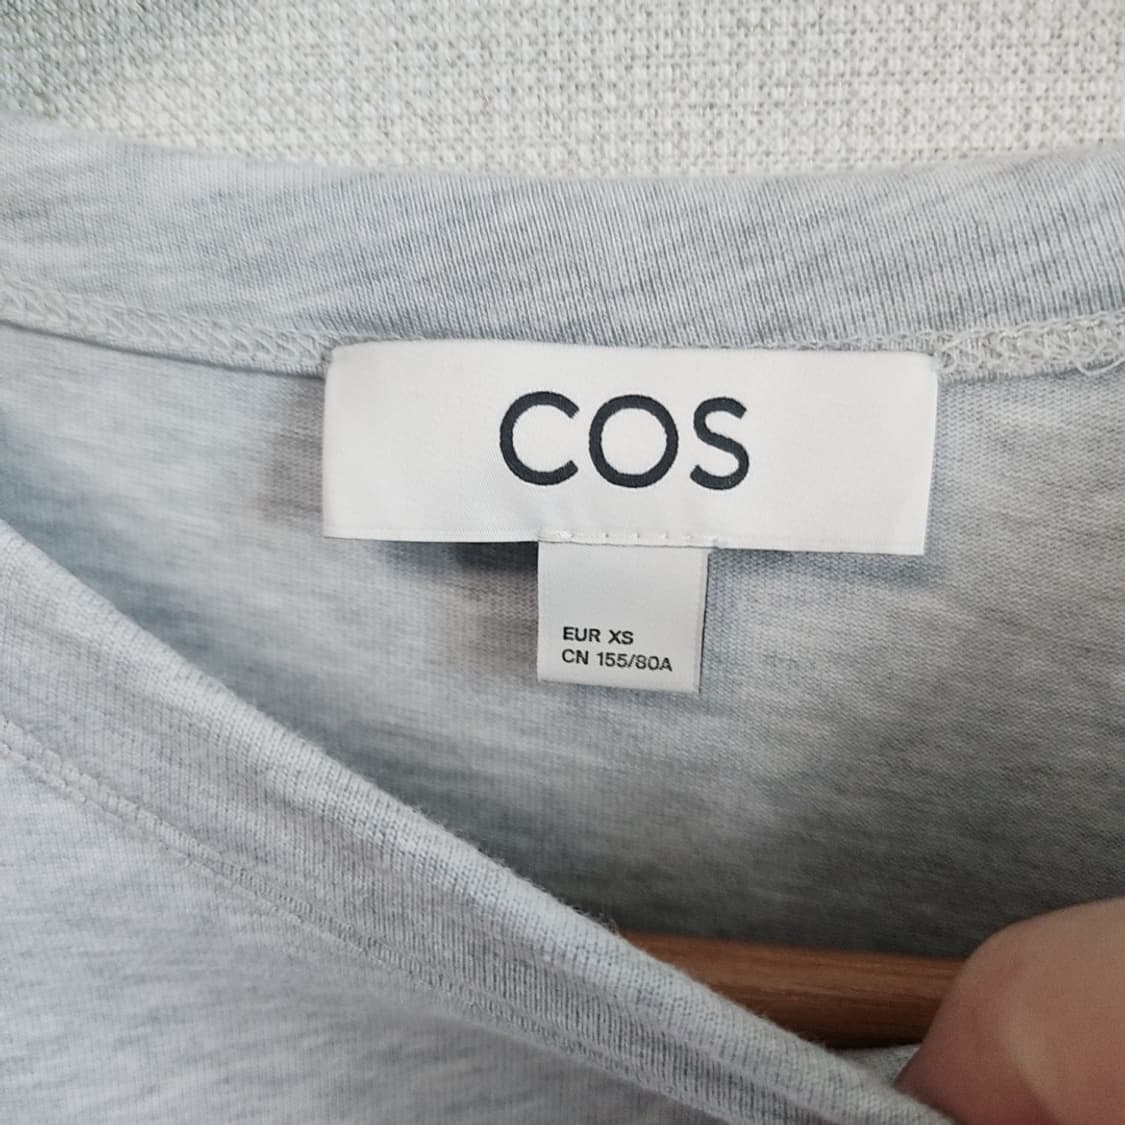 COS
EUR XS
CN 155/80A